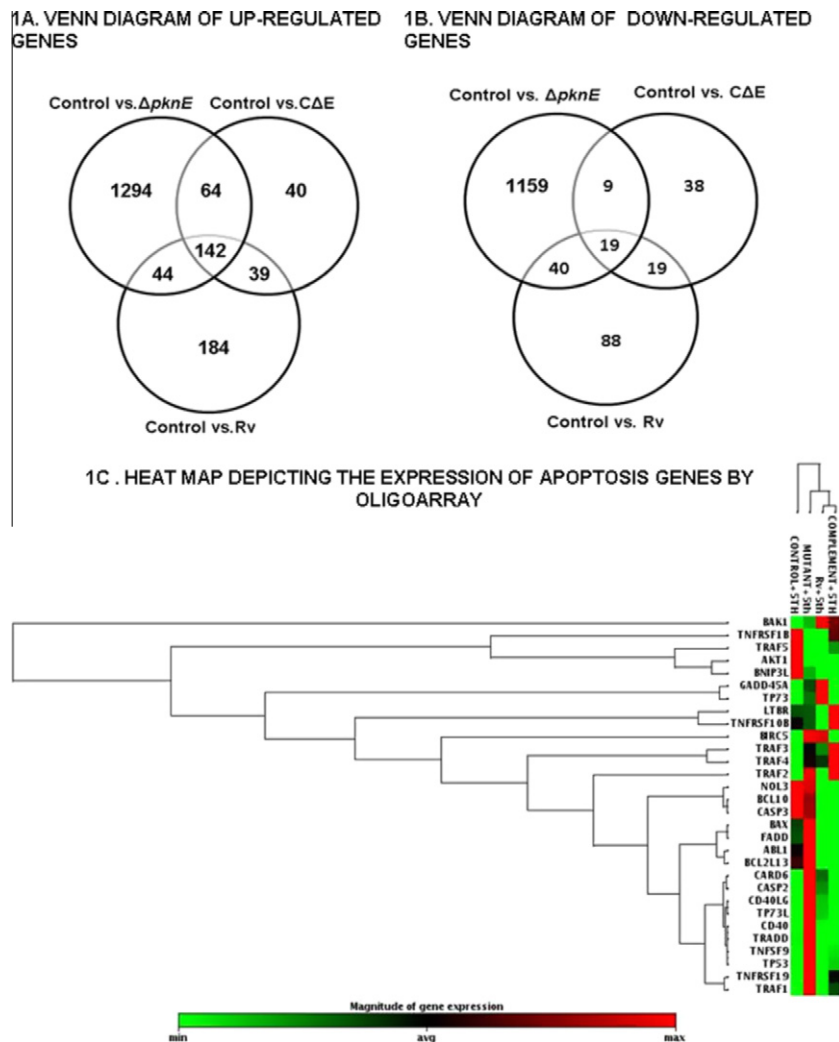 1A. VENN DIAGRAM OF UP-REGULATED
GENES
Control vs.ΔpknE
Control vs.CΔE
1294
64
40
142
44
39
184
Control vs.Rv
1B. VENN DIAGRAM OF DOWN-REGULATED
GENES
Control vs. ΔpknE
Control vs. CΔE
1159
9
38
19
40
19
88
Control vs. Rv
1C . HEAT MAP DEPICTING THE EXPRESSION OF APOPTOSIS GENES BY
OLIGOARRAY
CONTROL+5TH
MUTANT+5th
Rv+5th
COMPLEMENT+5TH
BAK1
TNFRSF1B
TRAF5
AKT1
BNIP3L
GADD45A
TP73
LTBR
TNFRSF10B
BIRC5
TRAF3
TRAF4
TRAF2
NOL3
BCL10
CASP3
BAX
FADD
ABL1
BCL2L13
CARD6
CASP2
CD40LG
TP73L
CD40
TRADD
TNFSF9
TP53
TNFRSF19
TRAF1
Magnitude of gene expression
min
avg
max